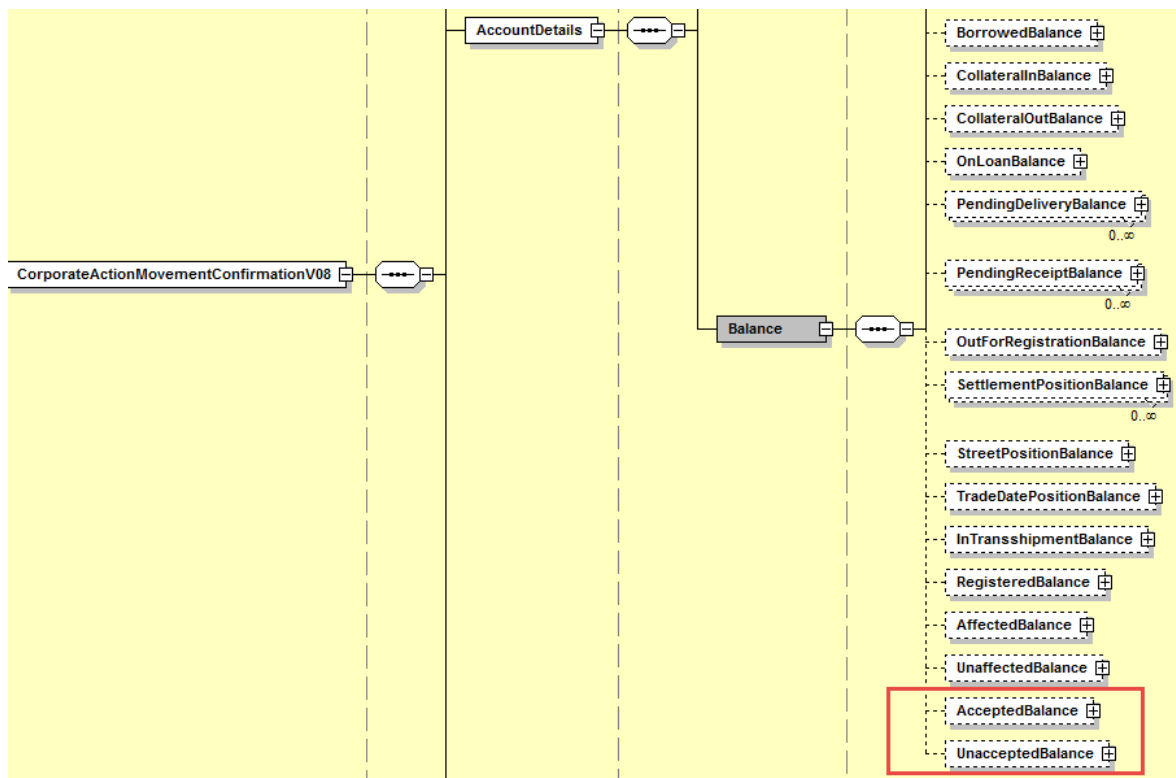 AccountDetails
BorrowedBalance
CollateralInBalance
CollateralOutBalance
OnLoanBalance
PendingDeliveryBalance
0..∞
CorporateActionMovementConfirmationV08
PendingReceiptBalance
0..∞
Balance
OutForRegistrationBalance
SettlementPositionBalance
0..∞
StreetPositionBalance
TradeDatePositionBalance
InTransshipmentBalance
RegisteredBalance
AffectedBalance
UnaffectedBalance
AcceptedBalance
UnacceptedBalance